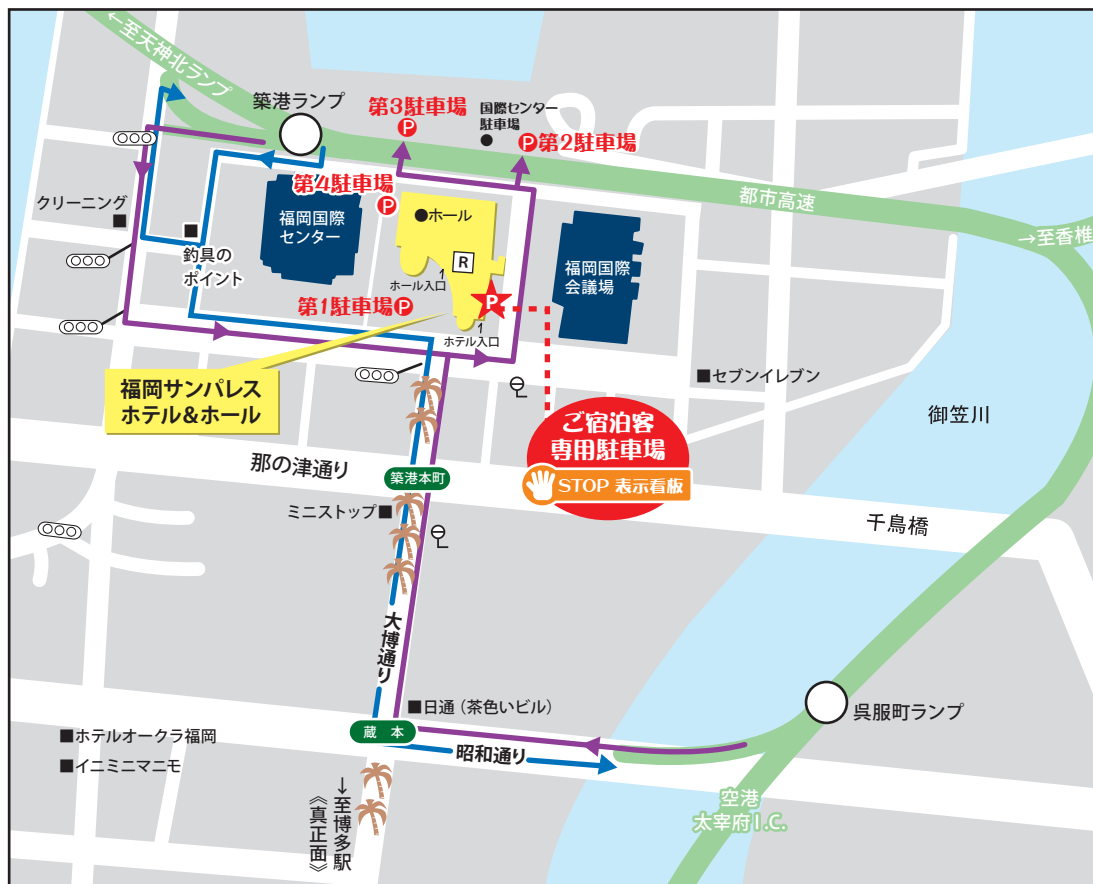 ←至天神北ランプ
築港ランプ
第3駐車場
P
国際センター
駐車場
P第2駐車場
都市高速
→至香椎
クリーニング
第4駐車場
P
福岡国際
センター
ホール
R
ホール入口
釣具の
ポイント
第1駐車場P
P
ホテル入口
福岡国際
会議場
福岡サンパレス
ホテル&ホール
セブンイレブン
御笠川
ご宿泊客
専用駐車場
STOP 表示看板
那の津通り
築港本町
ミニストップ
千鳥橋
大博通り
日通（茶色いビル）
呉服町ランプ
蔵本
昭和通り
ホテルオークラ福岡
イニミニマニモ
→至博多駅
《真正面》
空港
太宰府I.C.